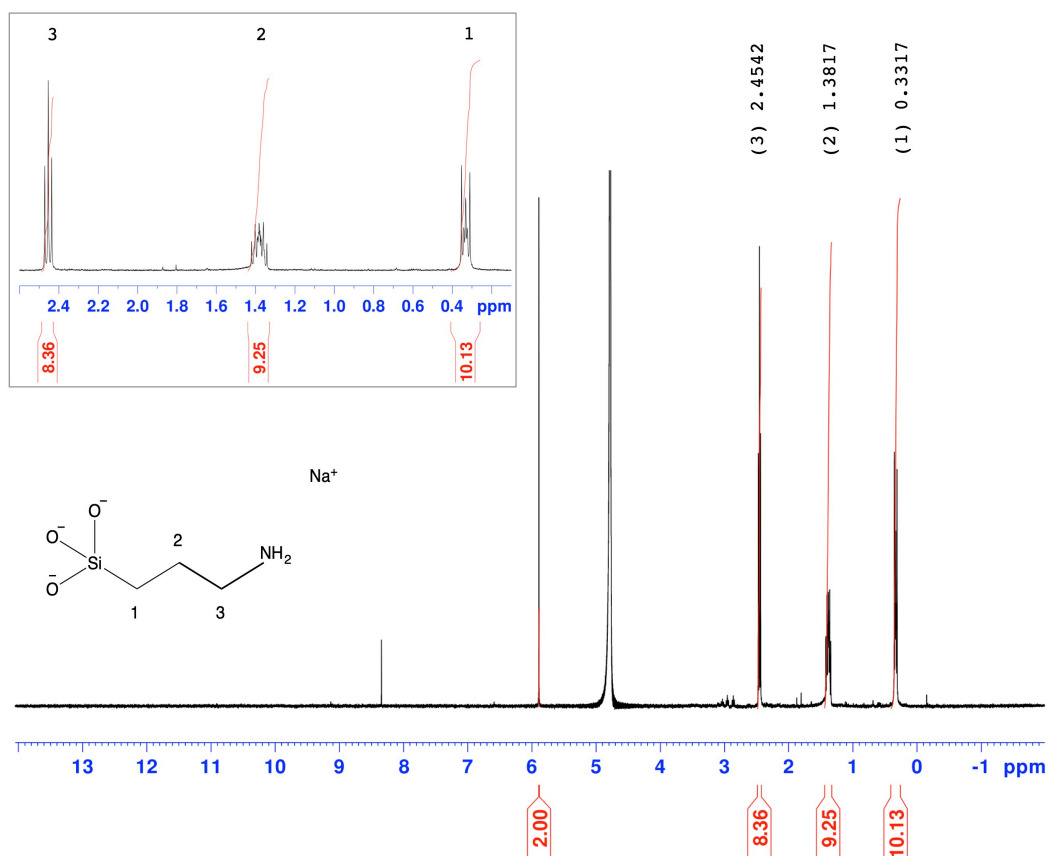 3 2 1
2.4 2.2 2.0 1.8 1.6 1.4 1.2 1.0 0.8 0.6 0.4 ppm
8.36 9.25 10.13
(3) 2.4542
(2) 1.3817
(1) 0.3317
Na⁺
O⁻
O⁻
O⁻
Si
NH₂
2
1
3
13 12 11 10 9 8 7 6 5 4 3 2 1 0 -1 ppm
2.00 8.36 9.25 10.13